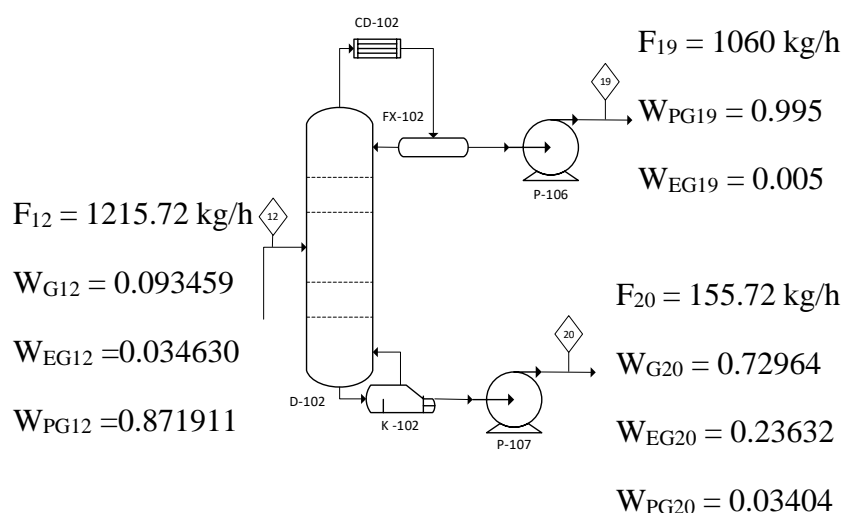 CD-102
F19 = 1060 kg/h
19
FX-102
WPG19 = 0.995
P-106
WEG19 = 0.005
F12 = 1215.72 kg/h
12
WG12 = 0.093459
F20 = 155.72 kg/h
20
WEG12 =0.034630
WG20 = 0.72964
D-102
WPG12 = 0.871911
K -102
P-107
WEG20 = 0.23632
WPG20 = 0.03404